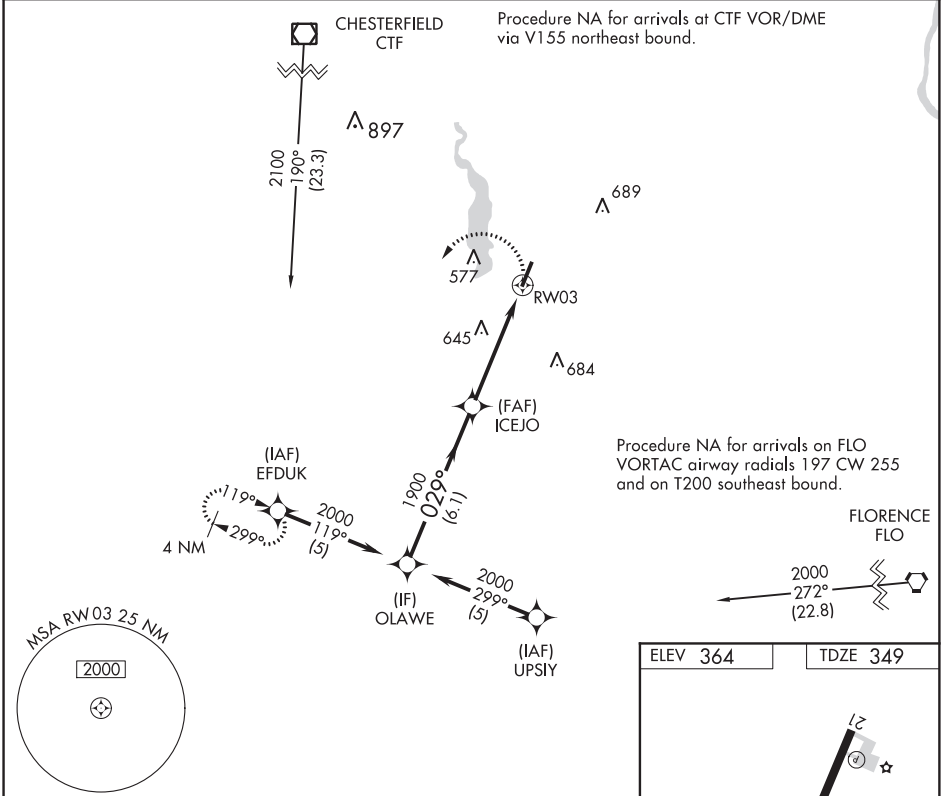 CHESTERFIELD
CTF
Procedure NA for arrivals at CTF VOR/DME
via V155 northeast bound.
2100
190°
(23.3)
897
689
577
RW03
645
684
(FAF)
ICEJO
(IAF)
EFDUK
1900
029°
(6.1)
119°
299°
4 NM
2000
119°
(5)
(IF)
OLAWE
2000
299°
(5)
(IAF)
UPSIY
Procedure NA for arrivals on FLO
VORTAC airway radials 197 CW 255
and on T200 southeast bound.
FLORENCE
FLO
2000
272°
(22.8)
MSA RW03 25 NM
2000
ELEV 364
TDZE 349
21
P